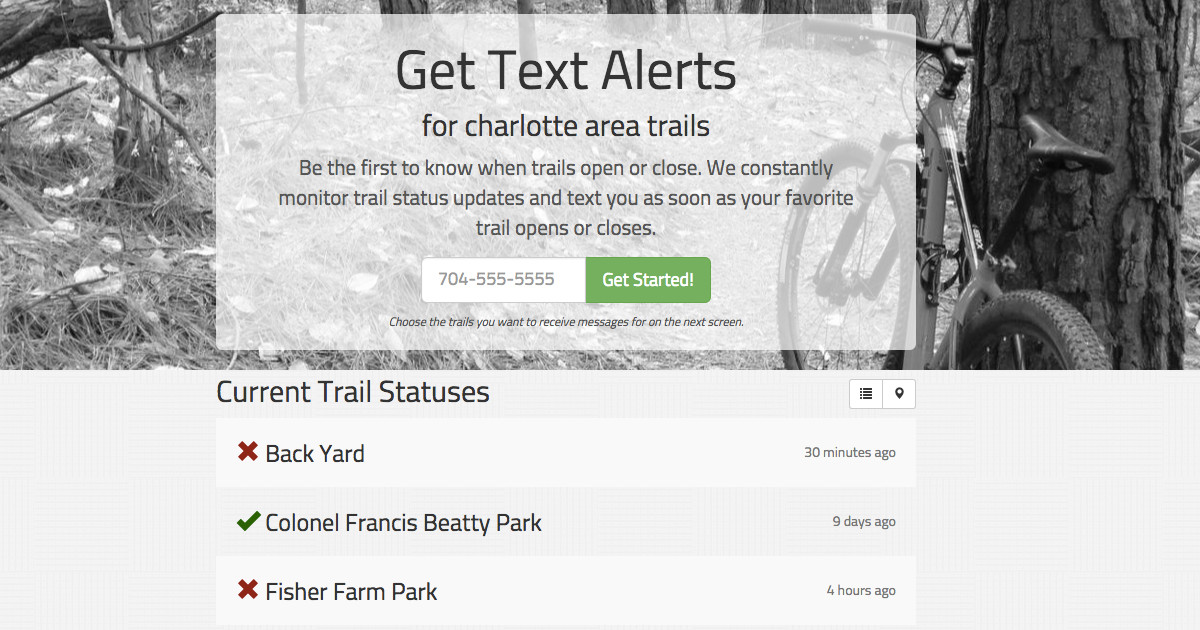 Get Text Alerts
for charlotte area trails
Be the first to know when trails open or close. We constantly
monitor trail status updates and text you as soon as your favorite
trail opens or closes.
704-555-5555 Get Started!
Choose the trails you want to receive messages for on the next screen.
Current Trail Statuses
Back Yard 30 minutes ago
Colonel Francis Beatty Park 9 days ago
Fisher Farm Park 4 hours ago